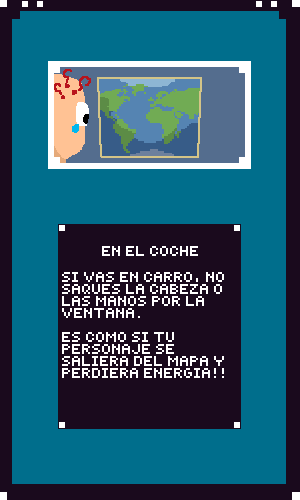 EN EL COCHE
SI VAS EN CARRO, NO
SAQUES LA CABEZA O
LAS MANOS POR LA
VENTANA.
ES COMO SI TU
PERSONAJE SE
SALIERA DEL MAPA Y
PERDIERA ENERGIA!!